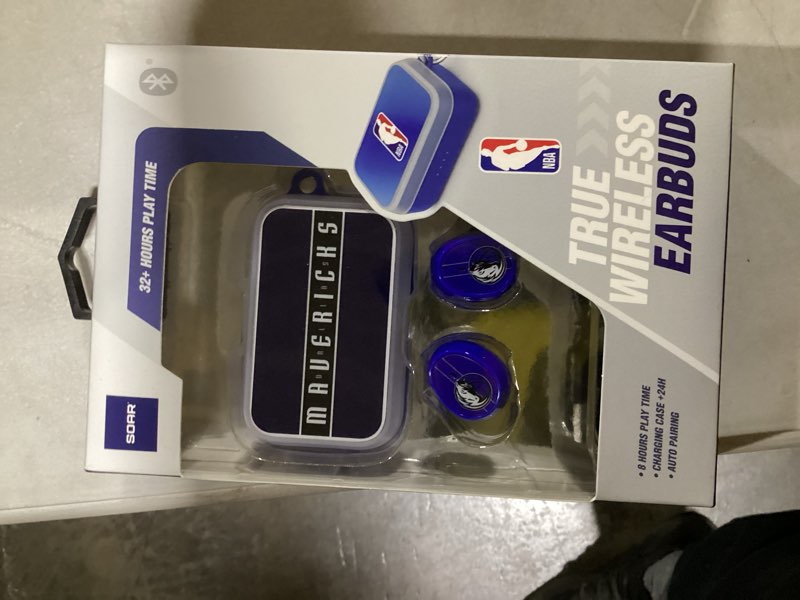 32+ HOURS PLAY TIME
NBA
NBA
TRUE
WIRELESS
EARBUDS
MAVERICKS
DALLAS
SOAR
• 8 HOURS PLAY TIME
• CHARGING CASE +24H
• AUTO PAIRING